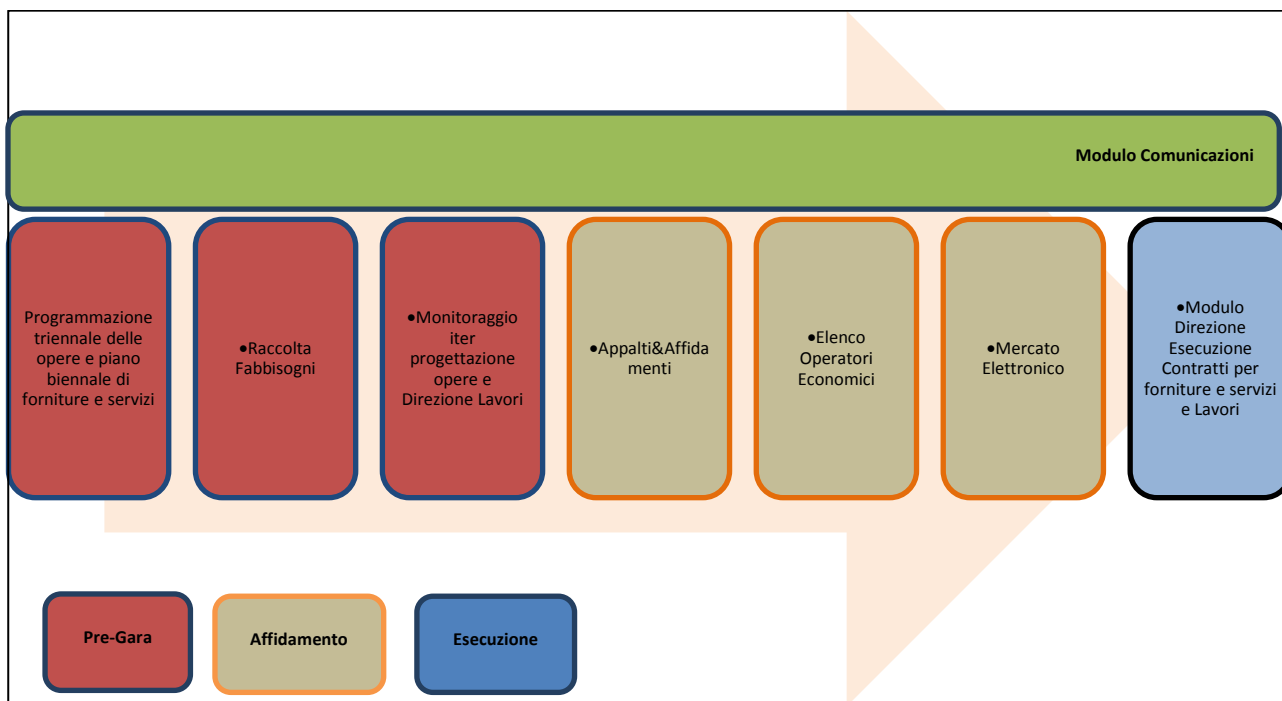 Modulo Comunicazioni
Programmazione
triennale delle
opere e piano
biennale di
forniture e servizi
•Raccolta
Fabbisogni
•Monitoraggio
iter
progettazione
opere e
Direzione Lavori
•Appalti&Affida
menti
•Elenco
Operatori
Economici
•Mercato
Elettronico
•Modulo
Direzione
Esecuzione
Contratti per
forniture e servizi
e Lavori
Pre-Gara
Affidamento
Esecuzione